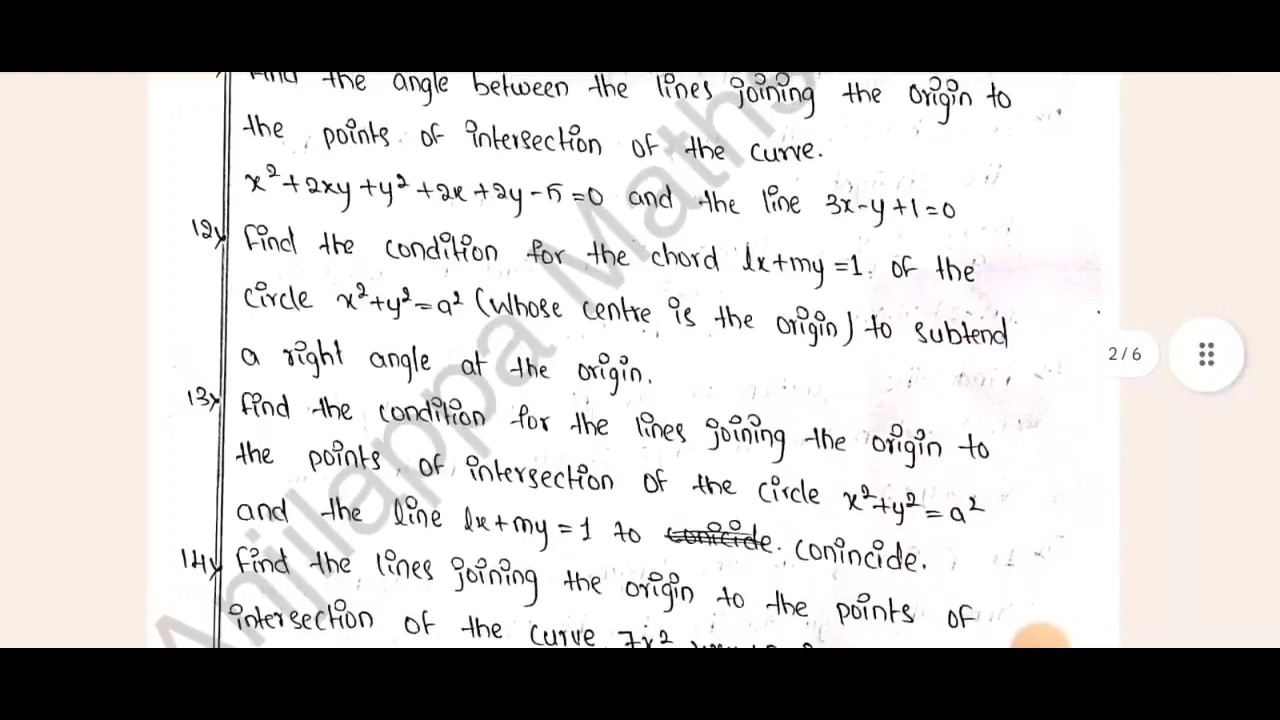 Find the angle between the lines joining the origin to
the points of intersection of the curve.
x²+2xy+y²+2x+2y-5=0 and the line 3x-y+1=0
12) Find the condition for the chord lx+my=1. of the
circle x²+y²=a² (whose centre is the origin) to subtend
a right angle at the origin.
13) Find the condition for the lines joining the origin to
the points of intersection of the circle x²+y²=a²
and the line lx+my=1 to conicide. conincide.
14) Find the lines joining the origin to the points of
intersection of the curve 7x²
2/6
Anjilappa Maths